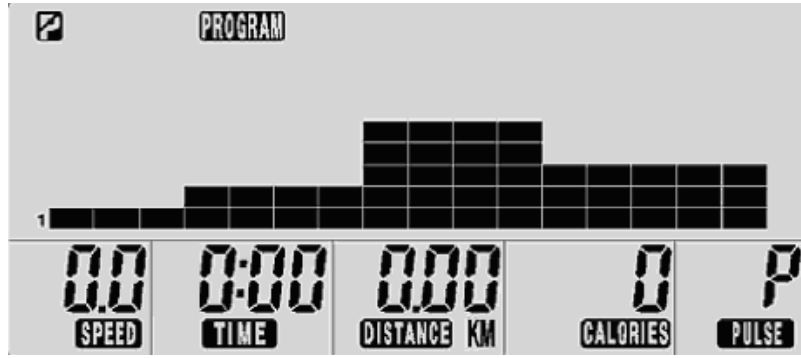 PROGRAM
1
0.0 0:00 0.00 0 P
SPEED TIME DISTANCE KM CALORIES PULSE